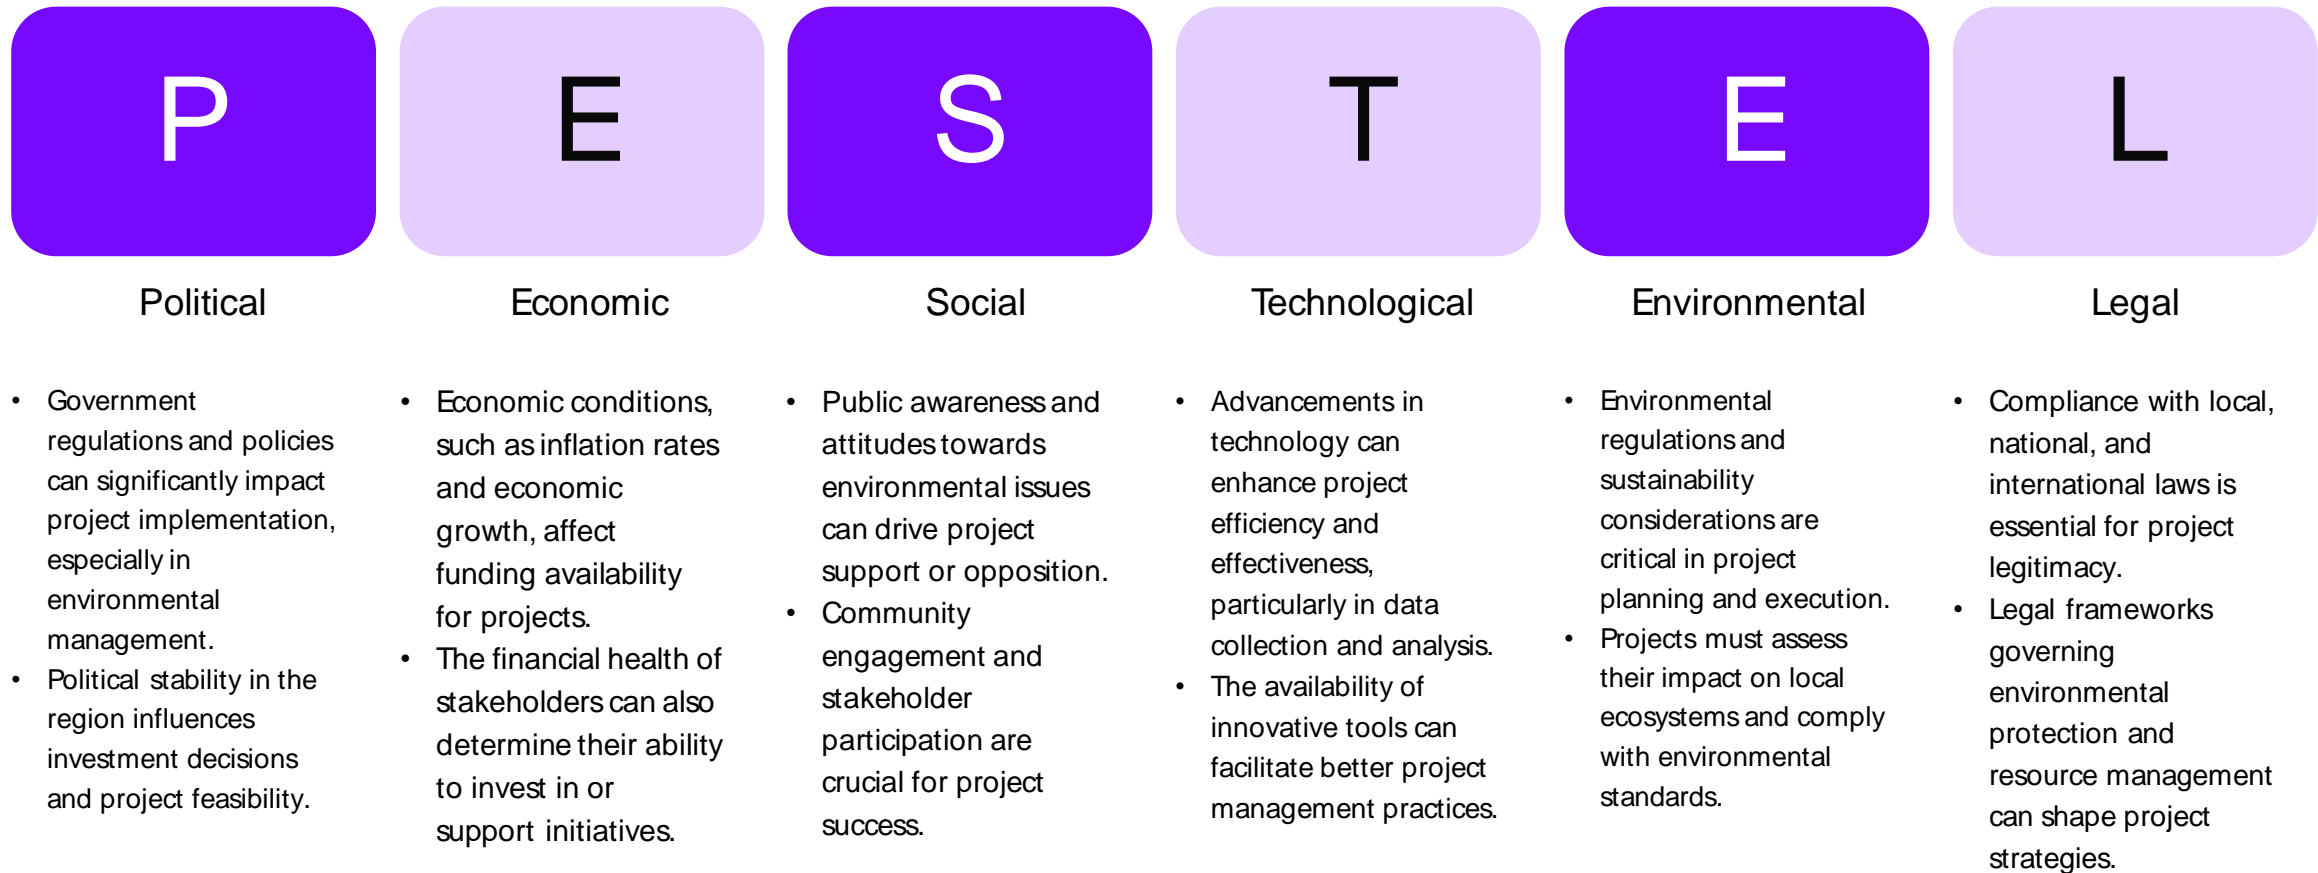 P
E
S
T
E
L
Political
Economic
Social
Technological
Environmental
Legal
• Government
regulations and policies
can significantly impact
project implementation,
especially in
environmental
management.
• Political stability in the
region influences
investment decisions
and project feasibility.
• Economic conditions,
such as inflation rates
and economic
growth, affect
funding availability
for projects.
• The financial health of
stakeholders can also
determine their ability
to invest in or
support initiatives.
• Public awareness and
attitudes towards
environmental issues
can drive project
support or opposition.
• Community
engagement and
stakeholder
participation are
crucial for project
success.
• Advancements in
technology can
enhance project
efficiency and
effectiveness,
particularly in data
collection and analysis.
• The availability of
innovative tools can
facilitate better project
management practices.
• Environmental
regulations and
sustainability
considerations are
critical in project
planning and execution.
• Projects must assess
their impact on local
ecosystems and comply
with environmental
standards.
• Compliance with local,
national, and
international laws is
essential for project
legitimacy.
• Legal frameworks
governing
environmental
protection and
resource management
can shape project
strategies.